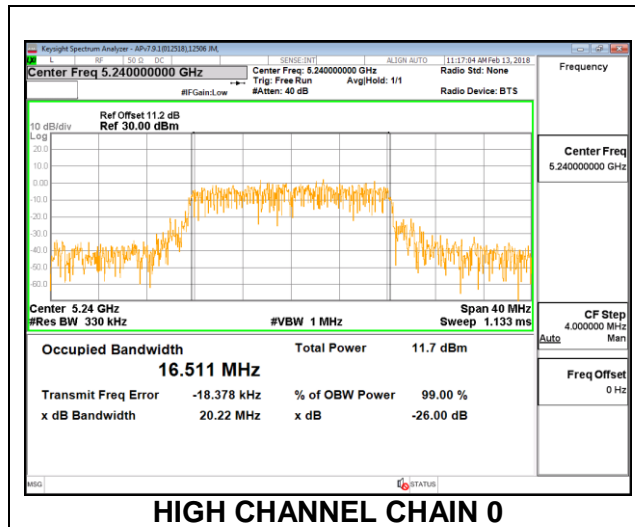 Keysight Spectrum Analyzer - APv7.9.1(012518),12506 JM,
L RF 50 Ω DC SENSE:INT ALIGN AUTO 11:17:04 AM Feb 13, 2018
Center Freq 5.240000000 GHz
Center Freq: 5.240000000 GHz Radio Std: None
Trig: Free Run Avg|Hold: 1/1
#IFGain:Low #Atten: 40 dB Radio Device: BTS
Frequency
Ref Offset 11.2 dB
10 dB/div Ref 30.00 dBm
Log
20.0
10.0
0.00
-10.0
-20.0
-30.0
-40.0
-50.0
-60.0
Center Freq
5.240000000 GHz
Center 5.24 GHz Span 40 MHz
#Res BW 330 kHz #VBW 1 MHz Sweep 1.133 ms
CF Step
4.000000 MHz
Auto Man
Occupied Bandwidth Total Power 11.7 dBm
16.511 MHz
Transmit Freq Error -18.378 kHz % of OBW Power 99.00 %
x dB Bandwidth 20.22 MHz x dB -26.00 dB
Freq Offset
0 Hz
MSG STATUS
HIGH CHANNEL CHAIN 0